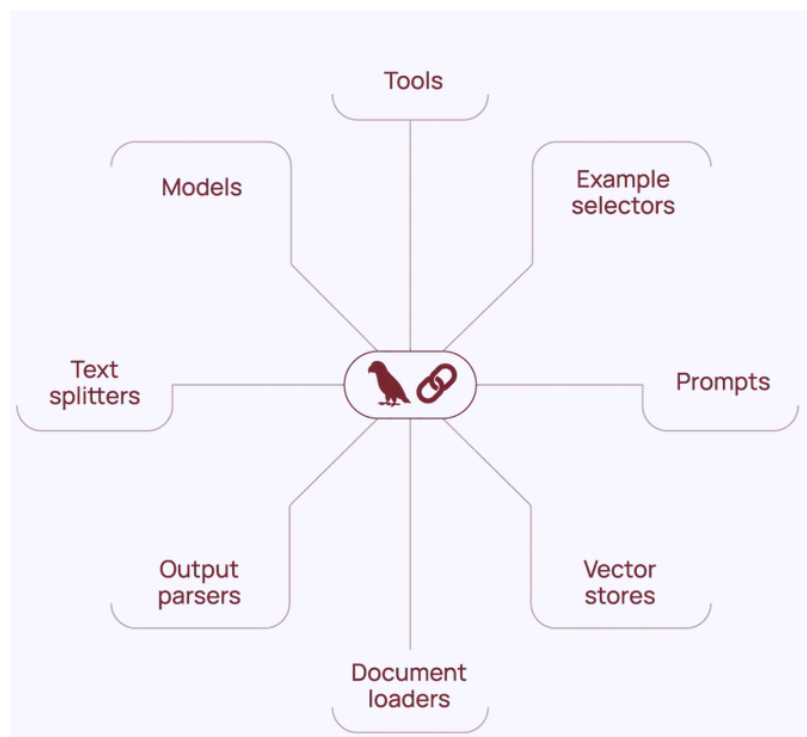 Tools
Models
Example
selectors
Text
splitters
Prompts
Output
parsers
Vector
stores
Document
loaders